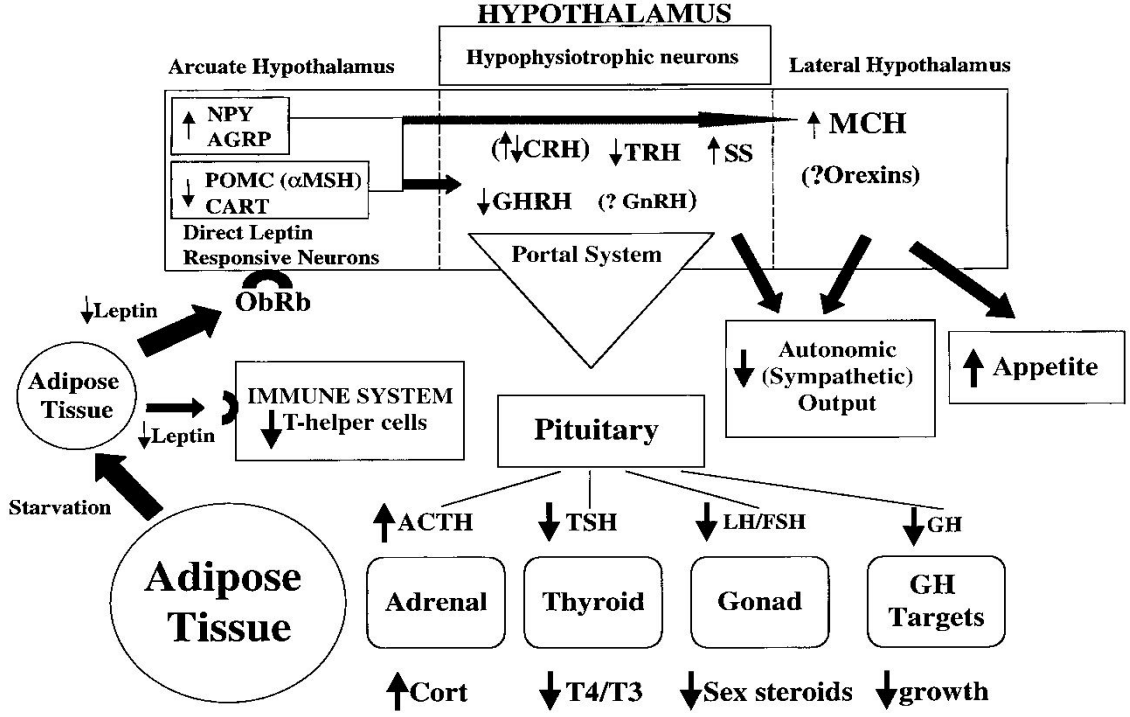 HYPOTHALAMUS
Hypophysiotrophic neurons
Arcuate Hypothalamus
Lateral Hypothalamus
↑ NPY
AGRP
↓ POMC (αMSH)
CART
Direct Leptin
Responsive Neurons
(↑↓CRH) ↓TRH ↑SS
↓GHRH (? GnRH)
↑ MCH
(?Orexins)
Portal System
ObRb
↓Leptin
Adipose
Tissue
↓Leptin
IMMUNE SYSTEM
↓T-helper cells
Starvation
Adipose
Tissue
↓ Autonomic
(Sympathetic)
Output
↑ Appetite
Pituitary
↑ACTH ↓TSH ↓LH/FSH ↓GH
Adrenal
Thyroid
Gonad
GH
Targets
↑Cort ↓T4/T3 ↓Sex steroids ↓growth